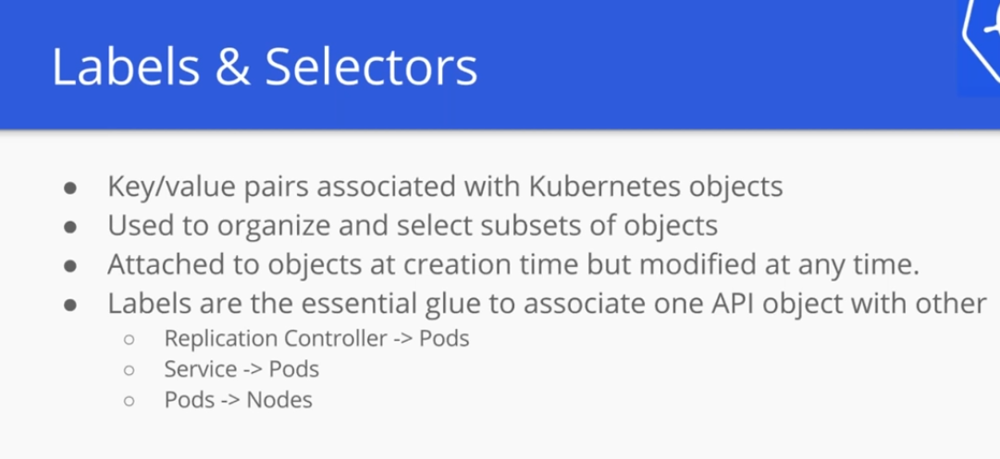 Labels & Selectors
● Key/value pairs associated with Kubernetes objects
● Used to organize and select subsets of objects
● Attached to objects at creation time but modified at any time.
● Labels are the essential glue to associate one API object with other
○ Replication Controller -> Pods
○ Service -> Pods
○ Pods -> Nodes